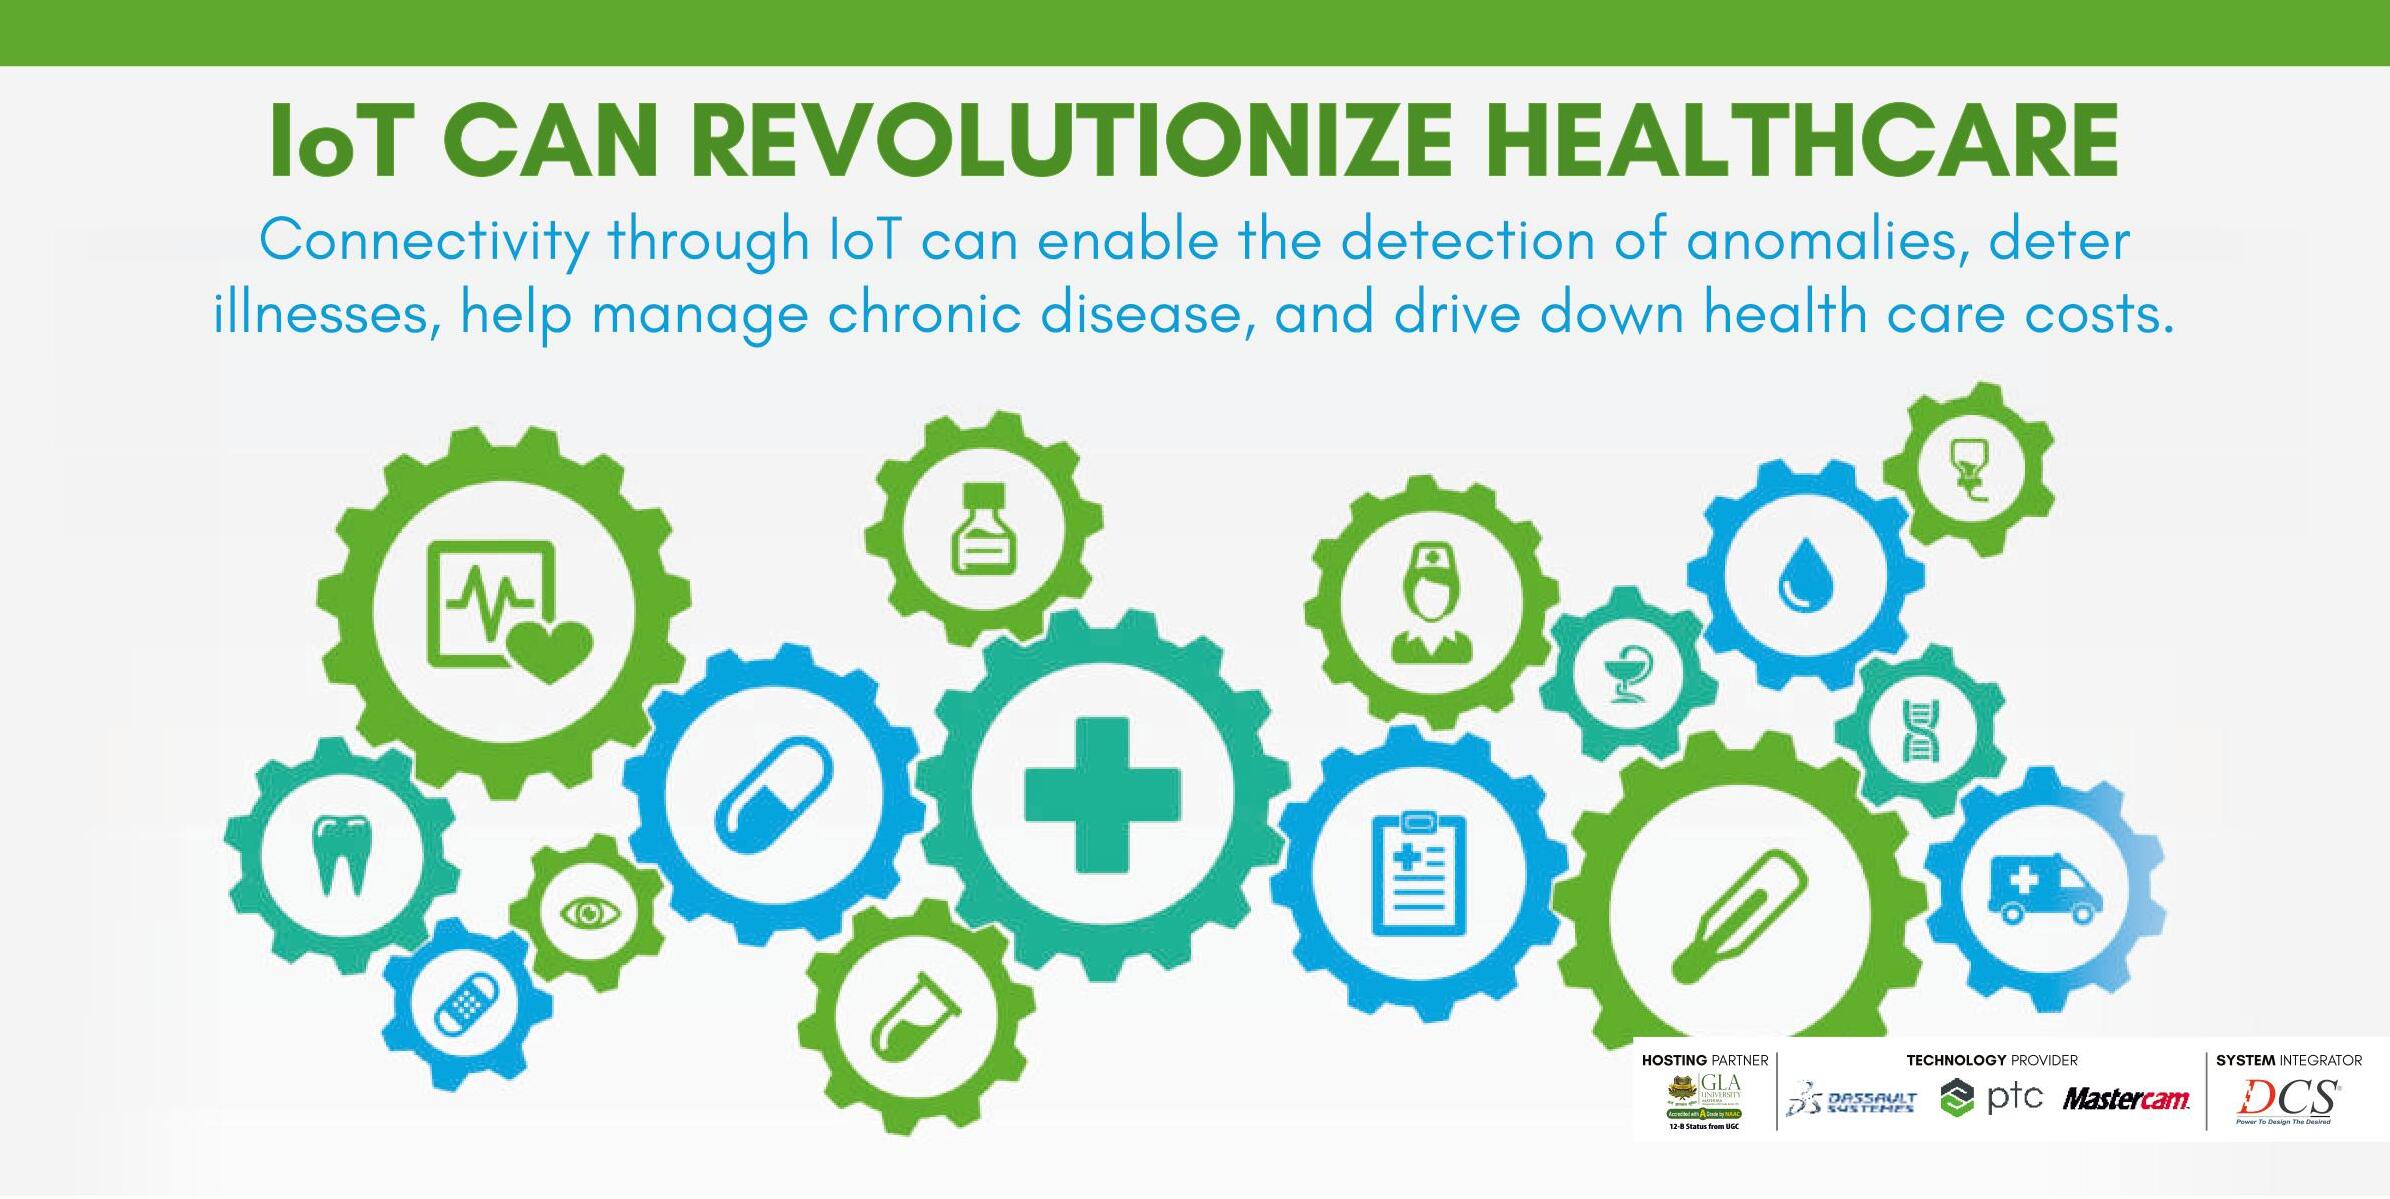 IoT CAN REVOLUTIONIZE HEALTHCARE
Connectivity through IoT can enable the detection of anomalies, deter
illnesses, help manage chronic disease, and drive down health care costs.
HOSTING PARTNER
GLA
UNIVERSITY
Accredited with A Grade by NAAC
12-B Status from UGC
TECHNOLOGY PROVIDER
DASSAULT
SYSTEMES
ptc
Mastercam
SYSTEM INTEGRATOR
DCS
Power To Design The Desired